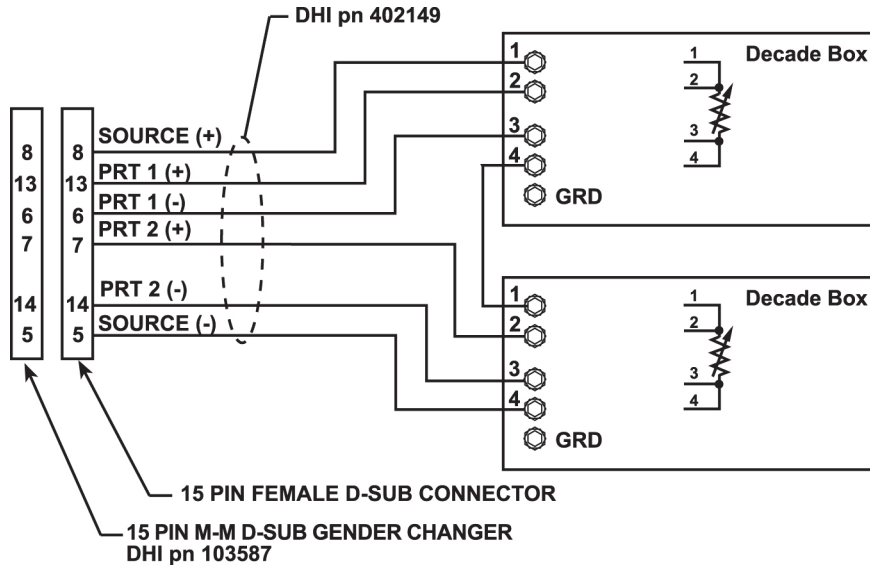 DHI pn 402149
Decade Box
1
2
3
4
GRD
1
2
3
4
SOURCE (+)
PRT 1 (+)
PRT 1 (-)
PRT 2 (+)
PRT 2 (-)
SOURCE (-)
8
13
6
7
14
5
8
13
6
7
14
5
Decade Box
1
2
3
4
GRD
1
2
3
4
15 PIN FEMALE D-SUB CONNECTOR
15 PIN M-M D-SUB GENDER CHANGER
DHI pn 103587